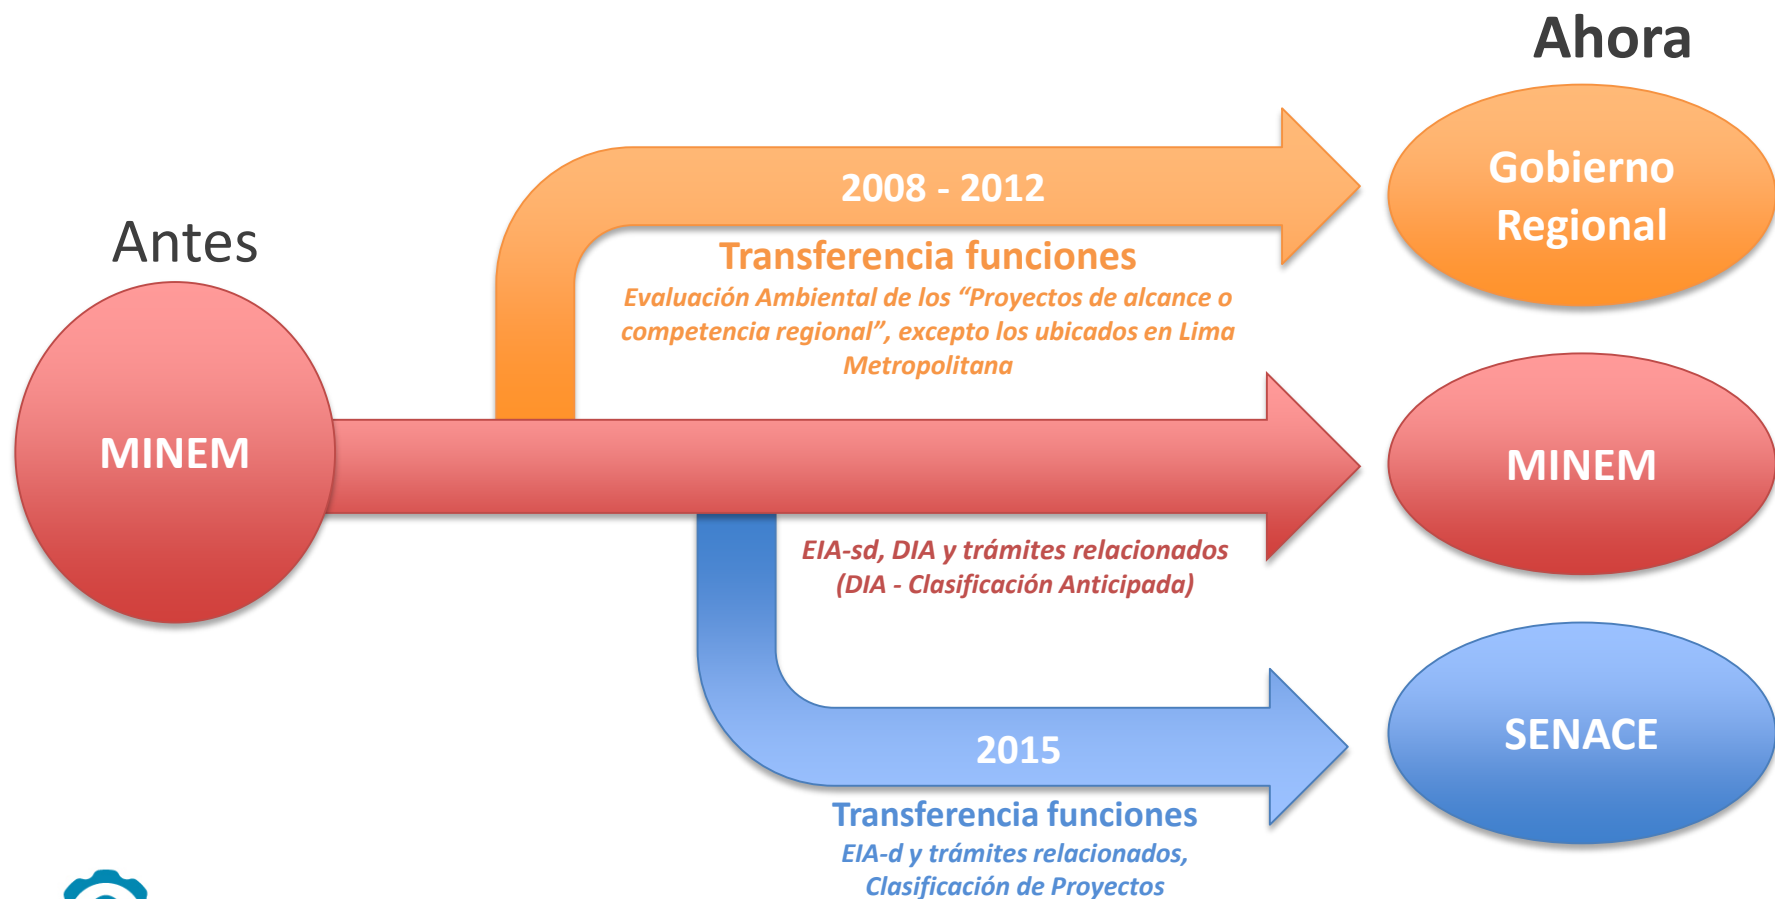 Ahora
Antes
MINEM
2008 - 2012
Transferencia funciones
Evaluación Ambiental de los “Proyectos de alcance o
competencia regional”, excepto los ubicados en Lima
Metropolitana
Gobierno
Regional
MINEM
EIA-sd, DIA y trámites relacionados
(DIA - Clasificación Anticipada)
2015
Transferencia funciones
EIA-d y trámites relacionados,
Clasificación de Proyectos
SENACE